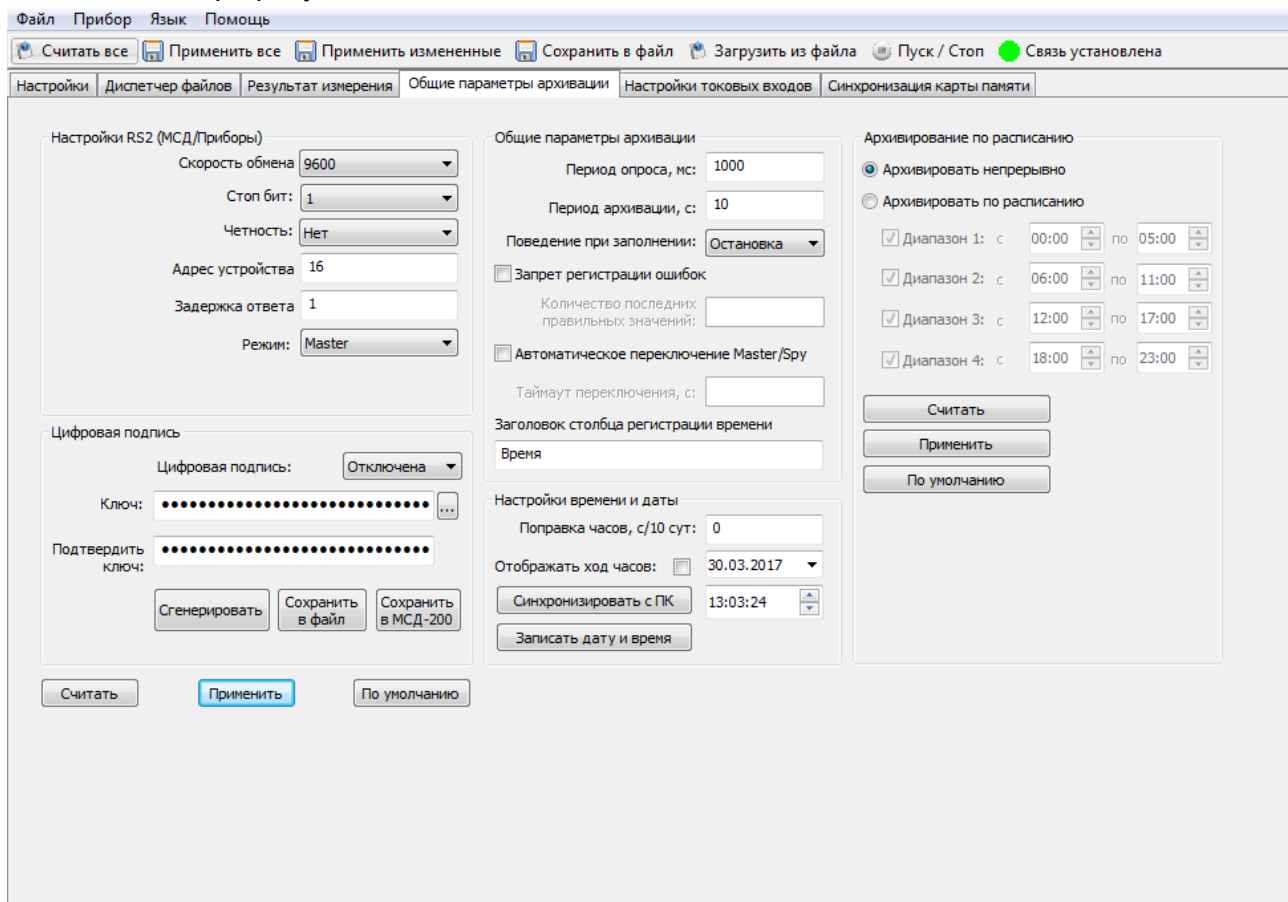 Файл Прибор Язык Помощь
Считать все Применить все Применить измененные Сохранить в файл Загрузить из файла Пуск / Стоп Связь установлена
Настройки Диспетчер файлов Результат измерения Общие параметры архивации Настройки токовых входов Синхронизация карты памяти
Настройки RS2 (МСД/Приборы)
Скорость обмена 9600
Стоп бит: 1
Четность: Нет
Адрес устройства 16
Задержка ответа 1
Режим: Master
Цифровая подпись
Цифровая подпись: Отключена
Ключ: ●●●●●●●●●●●●●●●●●●●●●●●●●●●●● ...
Подтвердить
ключ: ●●●●●●●●●●●●●●●●●●●●●●●●●●●●●
Сгенерировать
Сохранить
в файл
Сохранить
в МСД-200
Считать Применить По умолчанию
Общие параметры архивации
Период опроса, мс: 1000
Период архивации, с: 10
Поведение при заполнении: Остановка
Запрет регистрации ошибок
Количество последних
правильных значений:
Автоматическое переключение Master/Spy
Таймаут переключения, с:
Заголовок столбца регистрации времени
Время
Настройки времени и даты
Поправка часов, с/10 сут: 0
Отображать ход часов: 30.03.2017
Синхронизировать с ПК 13:03:24
Записать дату и время
Архивирование по расписанию
Архивировать непрерывно
Архивировать по расписанию
Диапазон 1: с 00:00 по 05:00
Диапазон 2: с 06:00 по 11:00
Диапазон 3: с 12:00 по 17:00
Диапазон 4: с 18:00 по 23:00
Считать
Применить
По умолчанию